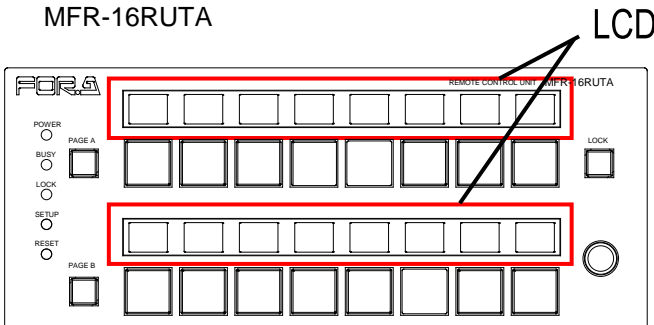 MFR-16RUTA
LCD
FOR.A
REMOTE CONTROL UNIT MFR-16RUTA
POWER
PAGE A
LOCK
BUSY
LOCK
SETUP
RESET
PAGE B